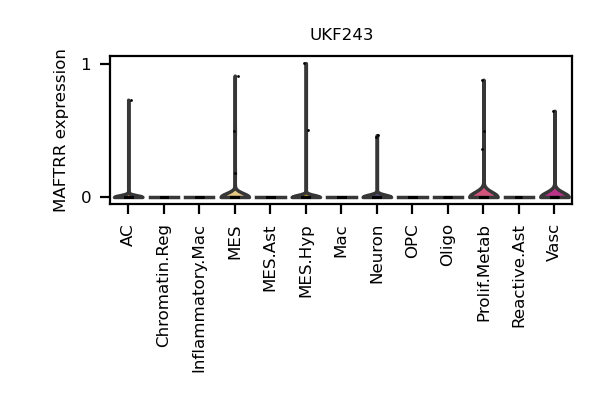 UKF243
MAFTRR expression
1
0
AC
Chromatin.Reg
Inflammatory.Mac
MES
MES.Ast
MES.Hyp
Mac
Neuron
OPC
Oligo
Prolif.Metab
Reactive.Ast
Vasc